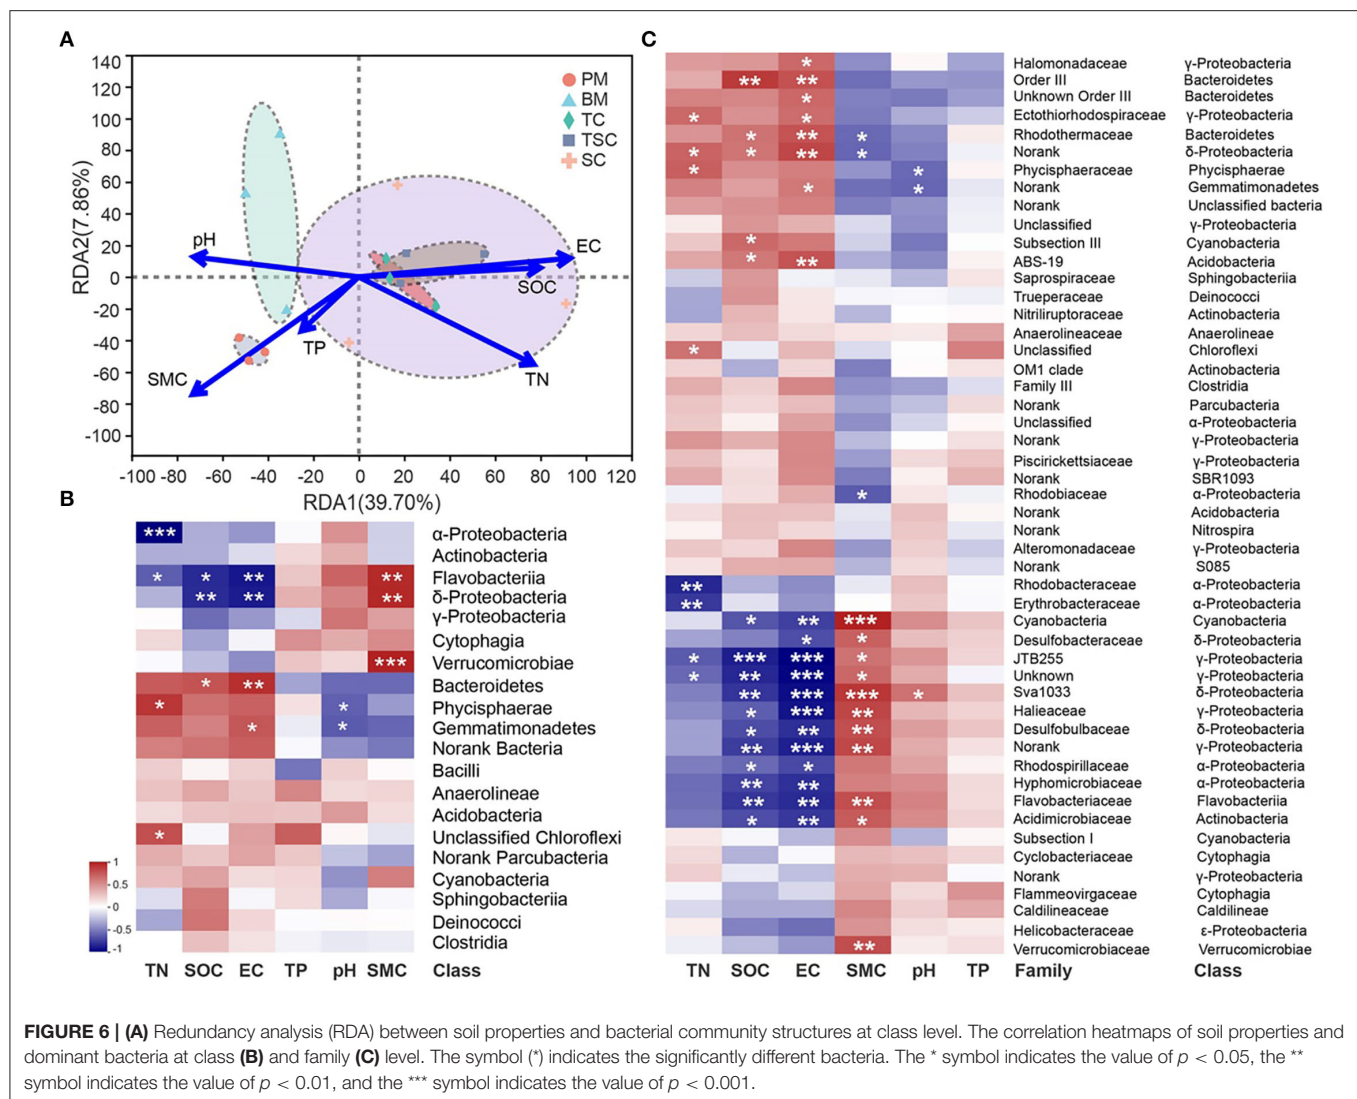 A
140
120
100
80
60
40
20
0
-20
-40
-60
-80
-100
RDA2(7.86%)
-100 -80 -60 -40 -20 0 20 40 60 80 100 120
RDA1(39.70%)
PM
BM
TC
TSC
SC
pH
EC
SOC
TP
SMC
TN
B
*** α-Proteobacteria
Actinobacteria
* * ** ** Flavobacteriia
** ** ** δ-Proteobacteria
γ-Proteobacteria
Cytophagia
*** Verrucomicrobiae
* ** Bacteroidetes
* * Phycisphaerae
* * Gemmatimonadetes
Norank Bacteria
Bacilli
Anaerolineae
Acidobacteria
* Unclassified Chloroflexi
Norank Parcubacteria
Cyanobacteria
Sphingobacteriia
Deinococci
Clostridia
1
0.5
0
-0.5
-1
TN SOC EC TP pH SMC Class
C
* Halomonadaceae γ-Proteobacteria
** ** Order III Bacteroidetes
* Unknown Order III Bacteroidetes
* * Ectothiorhodospiraceae γ-Proteobacteria
* ** * Rhodothermaceae Bacteroidetes
* * ** * Norank δ-Proteobacteria
* * Phycisphaeraceae Phycisphaerae
* * Norank Gemmatimonadetes
Norank Unclassified bacteria
Unclassified γ-Proteobacteria
* Subsection III Cyanobacteria
* ** ABS-19 Acidobacteria
Saprospiraceae Sphingobacteriia
Trueperaceae Deinococci
Nitriliruptoraceae Actinobacteria
Anaerolineaceae Anaerolineae
* Unclassified Chloroflexi
OM1 clade Actinobacteria
Family III Clostridia
Norank Parcubacteria
Unclassified α-Proteobacteria
Norank γ-Proteobacteria
Piscirickettsiaceae γ-Proteobacteria
Norank SBR1093
* Rhodobiaceae α-Proteobacteria
Norank Acidobacteria
Norank Nitrospira
Alteromonadaceae γ-Proteobacteria
Norank S085
** Rhodobacteraceae α-Proteobacteria
** Erythrobacteraceae α-Proteobacteria
* ** *** Cyanobacteria Cyanobacteria
* * Desulfobacteraceae δ-Proteobacteria
* *** *** * JTB255 γ-Proteobacteria
* ** *** * Unknown γ-Proteobacteria
** *** *** * Sva1033 δ-Proteobacteria
* *** ** Halieaceae γ-Proteobacteria
* ** ** Desulfobulbaceae δ-Proteobacteria
** *** ** Norank γ-Proteobacteria
* * Rhodospirillaceae α-Proteobacteria
** ** Hyphomicrobiaceae α-Proteobacteria
** ** ** Flavobacteriaceae Flavobacteriia
* ** * Acidimicrobiaceae Actinobacteria
Subsection I Cyanobacteria
Cyclobacteriaceae Cytophagia
Norank γ-Proteobacteria
Flammeovirgaceae Cytophagia
Caldilineaceae Caldilineae
Helicobacteraceae ε-Proteobacteria
** Verrucomicrobiaceae Verrucomicrobiae
TN SOC EC SMC pH TP Family Class
FIGURE 6 | (A) Redundancy analysis (RDA) between soil properties and bacterial community structures at class level. The correlation heatmaps of soil properties and
dominant bacteria at class (B) and family (C) level. The symbol (*) indicates the significantly different bacteria. The * symbol indicates the value of p < 0.05, the **
symbol indicates the value of p < 0.01, and the *** symbol indicates the value of p < 0.001.